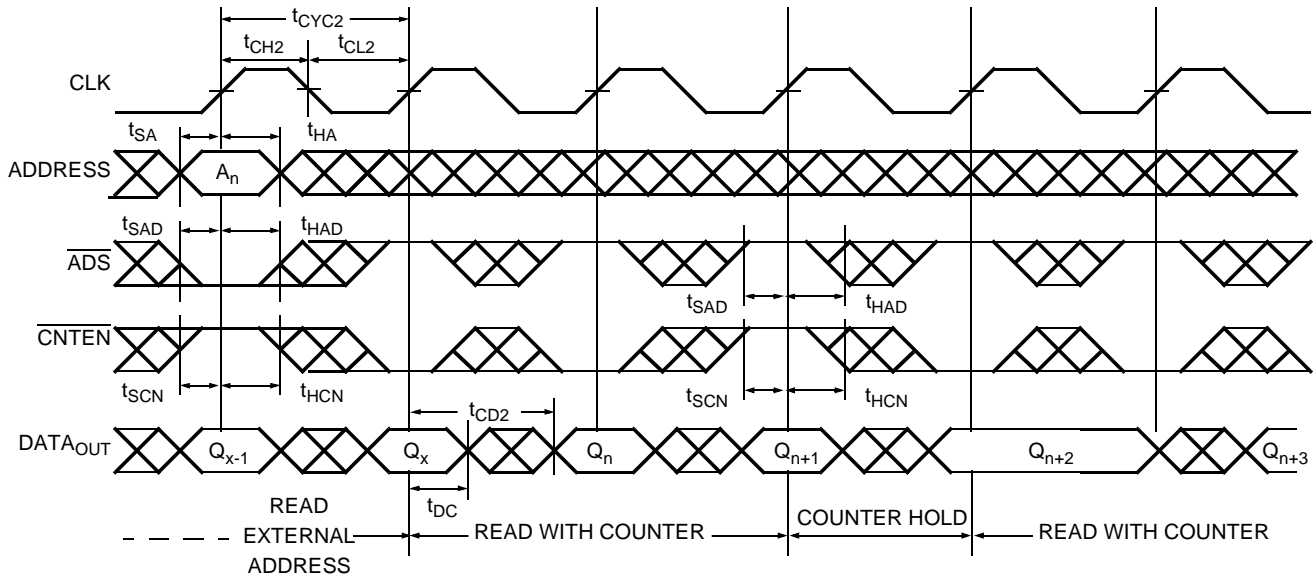 tCYC2
tCH2
tCL2
CLK
tSA
tHA
ADDRESS
An
tSAD
tHAD
ADS
tSAD
tHAD
CNTEN
tSCN
tHCN
tSCN
tHCN
tCD2
DATAOUT
Qx-1
Qx
Qn
Qn+1
Qn+2
Qn+3
tDC
READ
EXTERNAL
ADDRESS
READ WITH COUNTER
COUNTER HOLD
READ WITH COUNTER